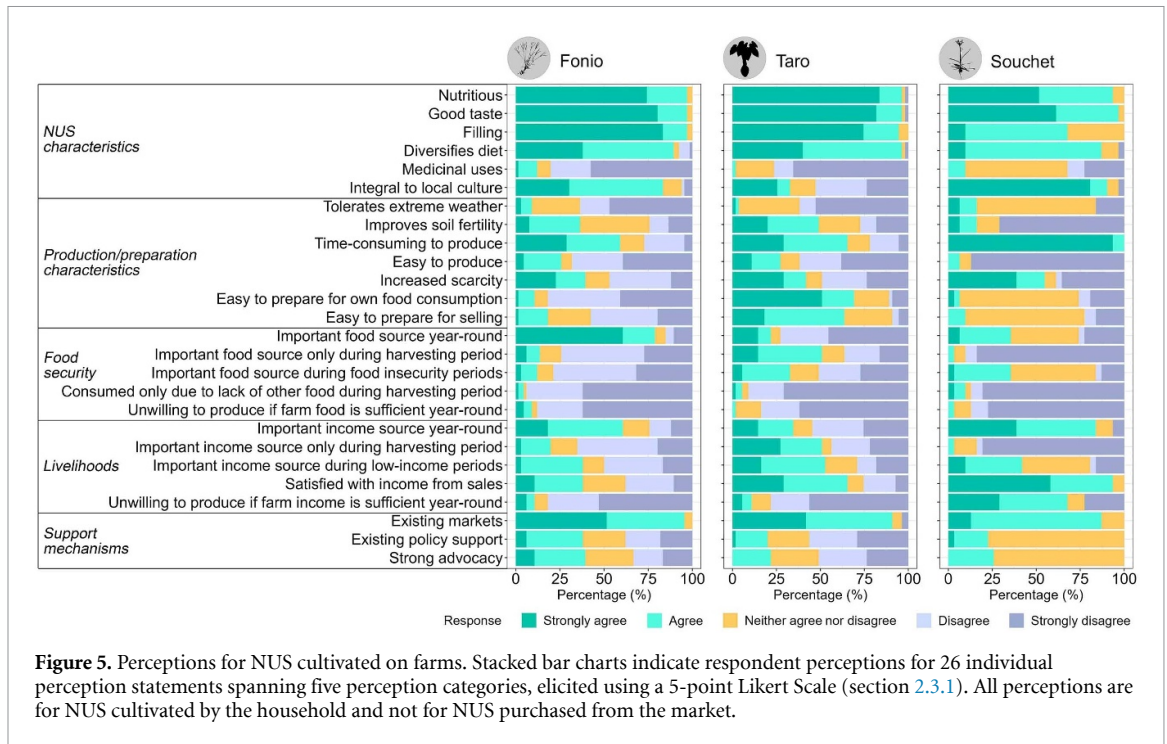 Fonio
Taro
Souchet
NUS
characteristics
Nutritious
Good taste
Filling
Diversifies diet
Medicinal uses
Integral to local culture
Production/preparation
characteristics
Tolerates extreme weather
Improves soil fertility
Time-consuming to produce
Easy to produce
Increased scarcity
Easy to prepare for own food consumption
Easy to prepare for selling
Food
security
Important food source year-round
Important food source only during harvesting period
Important food source during food insecurity periods
Consumed only due to lack of other food during harvesting period
Unwilling to produce if farm food is sufficient year-round
Livelihoods
Important income source year-round
Important income source only during harvesting period
Important income source during low-income periods
Satisfied with income from sales
Unwilling to produce if farm income is sufficient year-round
Support
mechanisms
Existing markets
Existing policy support
Strong advocacy
0 25 50 75 100 0 25 50 75 100 0 25 50 75 100
Percentage (%) Percentage (%) Percentage (%)
Response Strongly agree Agree Neither agree nor disagree Disagree Strongly disagree
Figure 5. Perceptions for NUS cultivated on farms. Stacked bar charts indicate respondent perceptions for 26 individual
perception statements spanning five perception categories, elicited using a 5-point Likert Scale (section 2.3.1). All perceptions are
for NUS cultivated by the household and not for NUS purchased from the market.